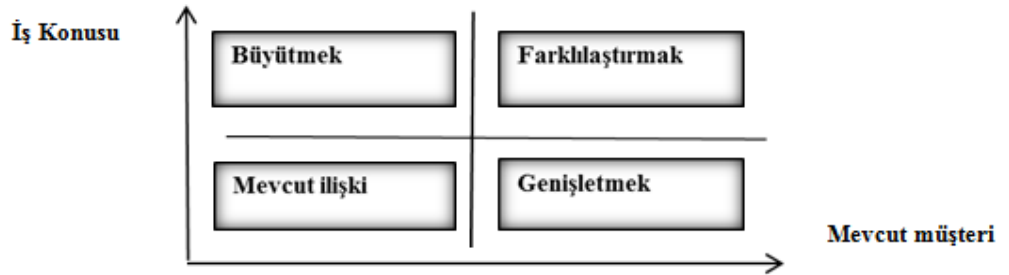 İş Konusu
Büyütmek
Farklılaştırmak
Mevcut ilişki
Genişletmek
Mevcut müşteri